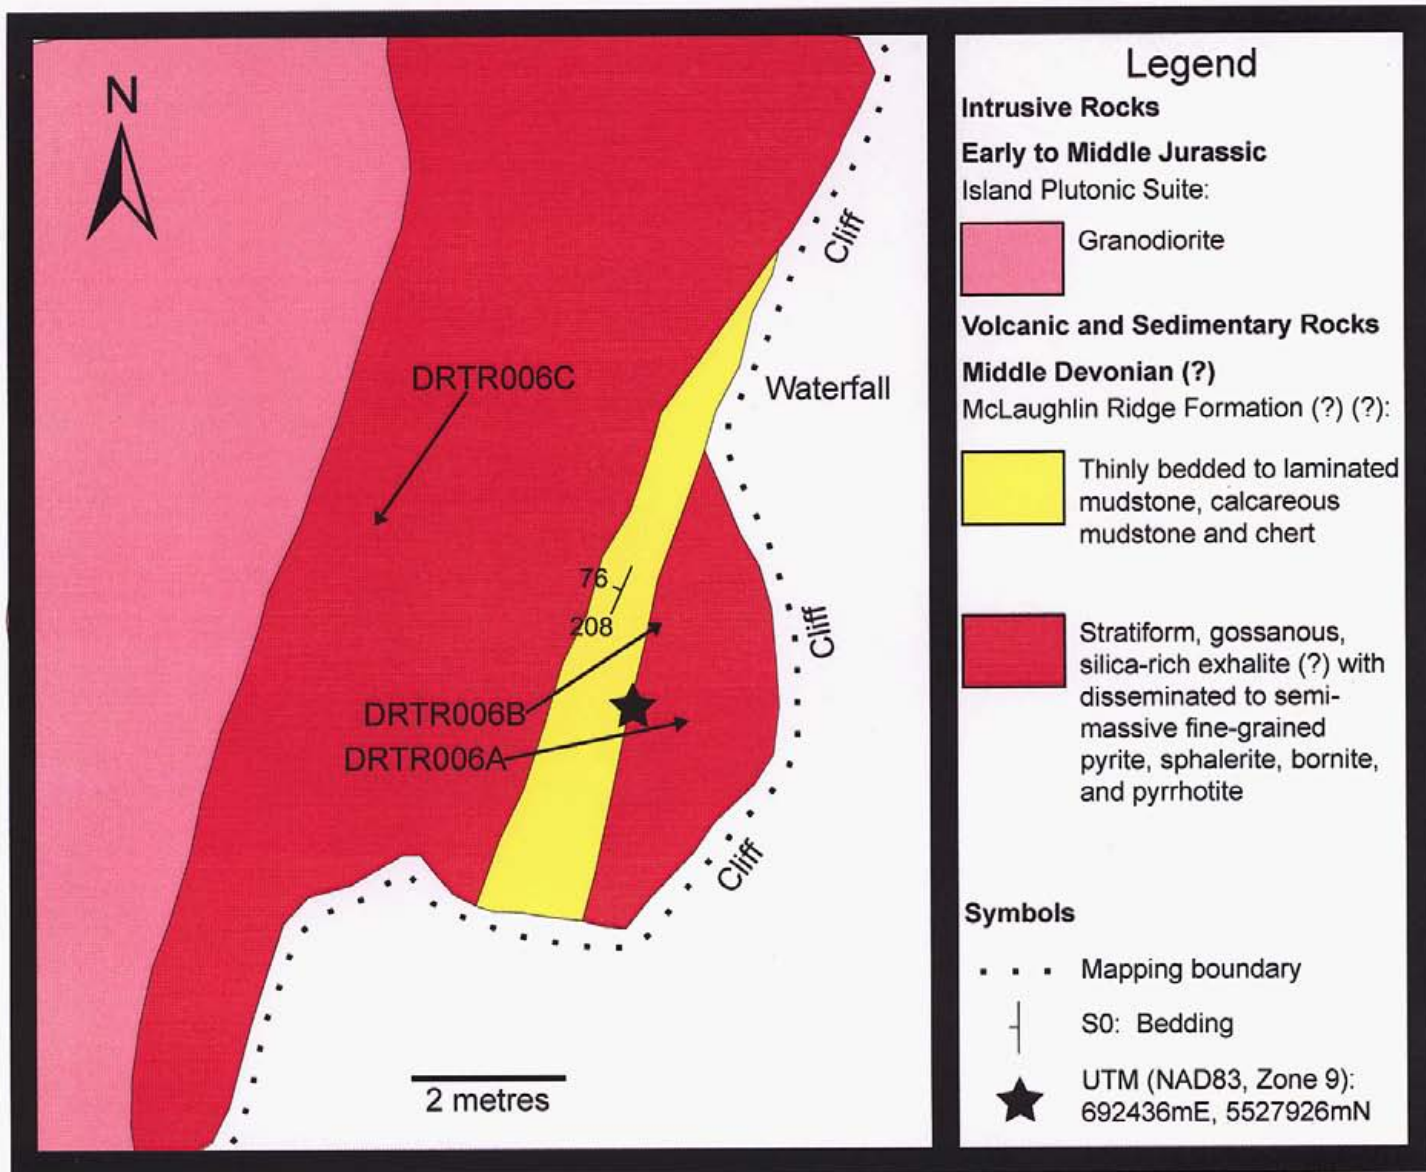 N
Cliff
Waterfall
DRTR006C
76
208
Cliff
DRTR006B
DRTR006A
Cliff
2 metres
Legend
Intrusive Rocks
Early to Middle Jurassic
Island Plutonic Suite:
Granodiorite
Volcanic and Sedimentary Rocks
Middle Devonian (?)
McLaughlin Ridge Formation (?) (?):
Thinly bedded to laminated
mudstone, calcareous
mudstone and chert
Stratiform, gossanous,
silica-rich exhalite (?) with
disseminated to semi-
massive fine-grained
pyrite, sphalerite, bornite,
and pyrrhotite
Symbols
Mapping boundary
S0: Bedding
UTM (NAD83, Zone 9):
692436mE, 5527926mN